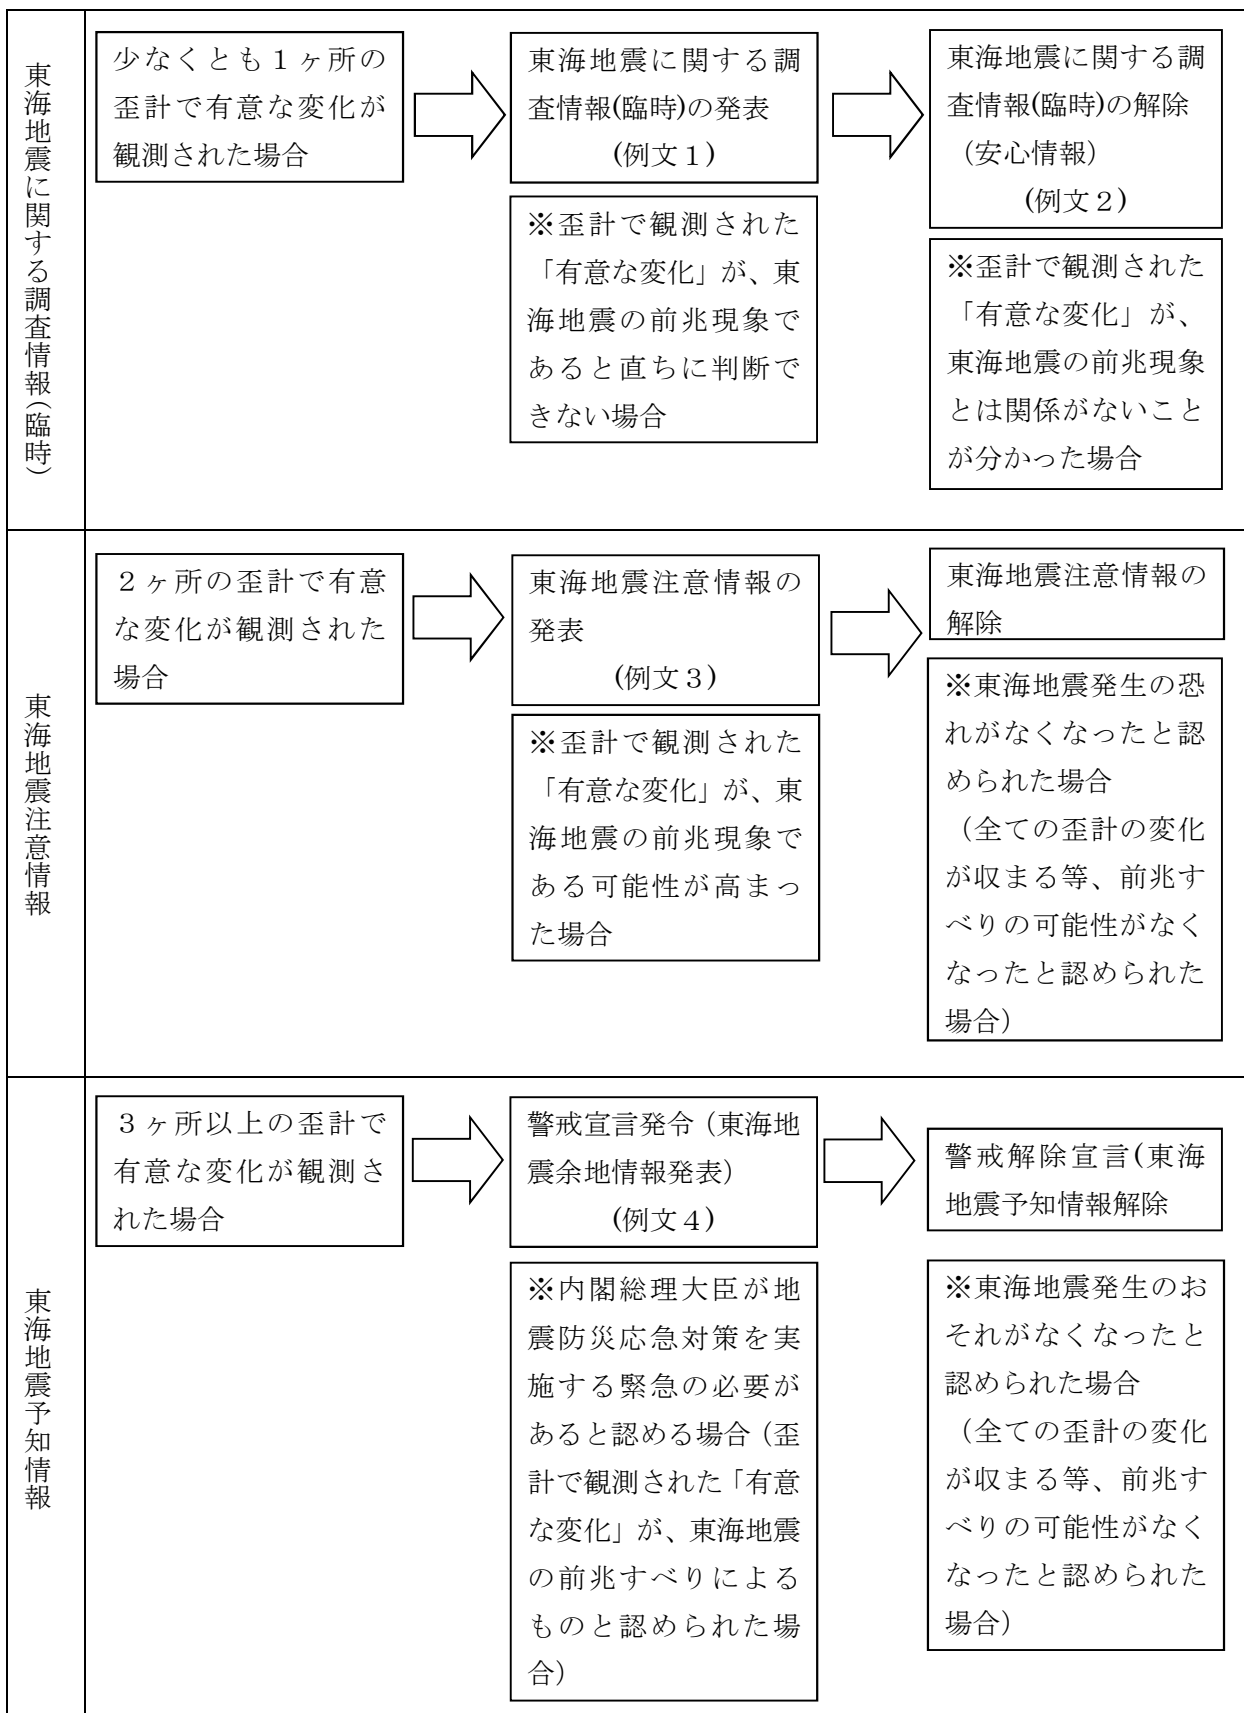 東海地震に関する調査情報(臨時)
少なくとも１ヶ所の
歪計で有意な変化が
観測された場合
東海地震に関する調
査情報(臨時)の発表
(例文１)
※歪計で観測された
「有意な変化」が、東
海地震の前兆現象で
あると直ちに判断で
きない場合
東海地震に関する調
査情報(臨時)の解除
（安心情報）
(例文２)
※歪計で観測された
「有意な変化」が、
東海地震の前兆現象
とは関係がないこと
が分かった場合
東海地震注意情報
２ヶ所の歪計で有意
な変化が観測された
場合
東海地震注意情報の
発表
(例文３)
※歪計で観測された
「有意な変化」が、東
海地震の前兆現象で
ある可能性が高まっ
た場合
東海地震注意情報の
解除
※東海地震発生の恐
れがなくなったと認
められた場合
（全ての歪計の変化
が収まる等、前兆す
べりの可能性がなく
なったと認められた
場合）
東海地震予知情報
３ヶ所以上の歪計で
有意な変化が観測さ
れた場合
警戒宣言発令（東海地
震余地情報発表）
(例文４)
※内閣総理大臣が地
震防災応急対策を実
施する緊急の必要が
あると認める場合（歪
計で観測された「有意
な変化」が、東海地震
の前兆すべりによる
ものと認められた場
合）
警戒解除宣言(東海
地震予知情報解除
※東海地震発生のお
それがなくなったと
認められた場合
（全ての歪計の変化
が収まる等、前兆す
べりの可能性がなく
なったと認められた
場合）